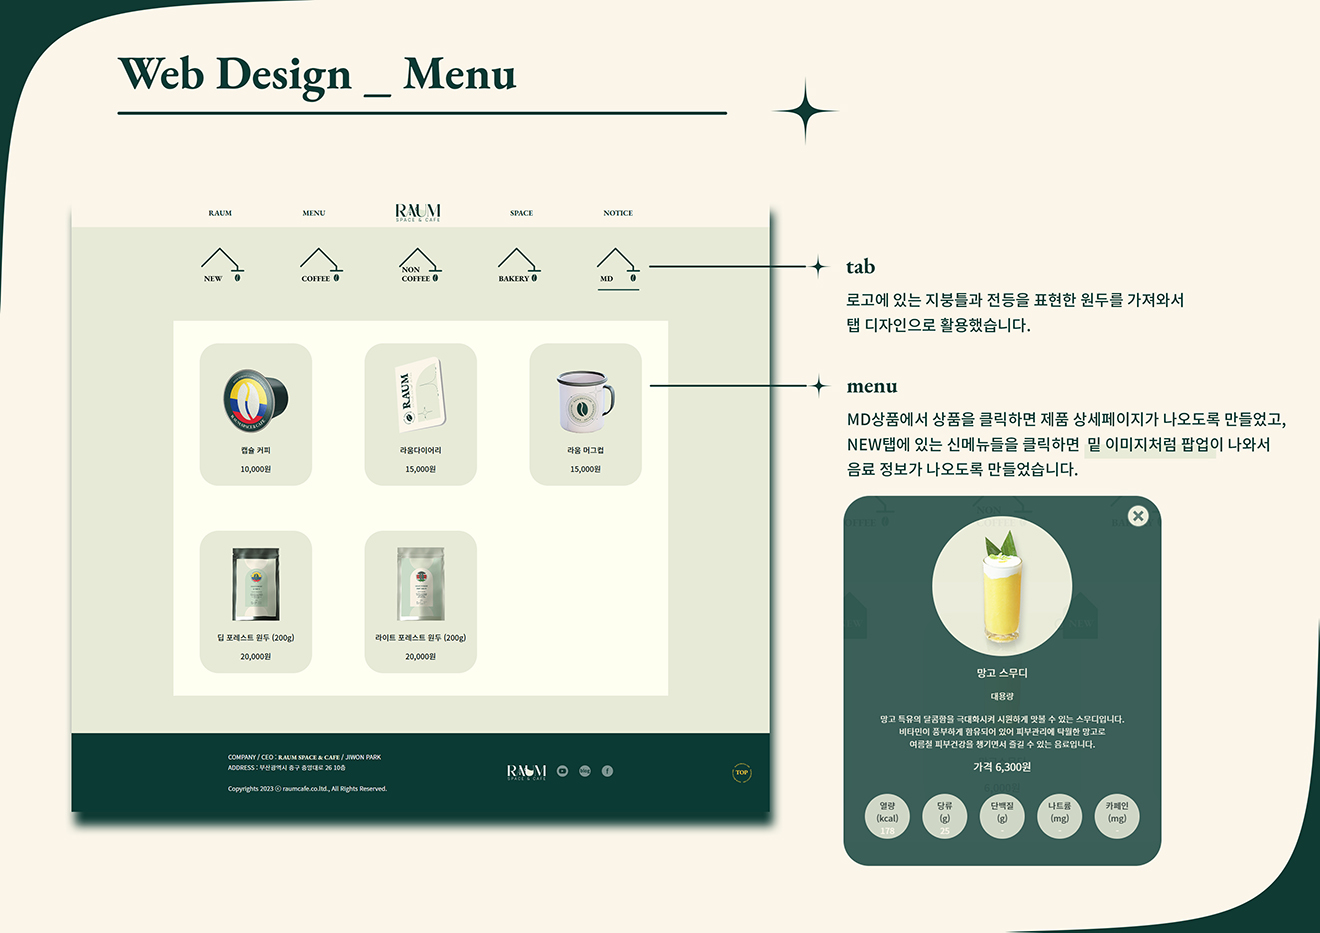 Web Design _ Menu
RAUM
MENU
RAUM
SPACE & CAFE
SPACE
NOTICE
NEW
COFFEE
NON
COFFEE
BAKERY
MD
tab
로고에 있는 지붕틀과 전등을 표현한 원두를 가져와서
탭 디자인으로 활용했습니다.
menu
MD상품에서 상품을 클릭하면 제품 상세페이지가 나오도록 만들었고,
NEW탭에 있는 신메뉴들을 클릭하면 밑 이미지처럼 팝업이 나와서
음료 정보가 나오도록 만들었습니다.
캡슐 커피
10,000원
RAUM
라움다이어리
15,000원
라움 머그컵
15,000원
딥 포레스트 원두 (200g)
20,000원
라이트 포레스트 원두 (200g)
20,000원
망고 스무디
대용량
망고 특유의 달콤함을 극대화시켜 시원하게 맛볼 수 있는 스무디입니다.
비타민이 풍부하게 함유되어 있어 피부관리에 탁월한 망고로
여름철 피부건강을 챙기면서 즐길 수 있는 음료입니다.
가격 6,300원
열량
(kcal)
178
당류
(g)
25
단백질
(g)
-
나트륨
(mg)
-
카페인
(mg)
-
COMPANY / CEO : RAUM SPACE & CAFE / JIWON PARK
ADDRESS : 부산광역시 중구 중앙대로 26 10층
Copyrights 2023 ⓒ raumcafe.co.ltd., All Rights Reserved.
RAUM
SPACE & CAFE
blog
TOP